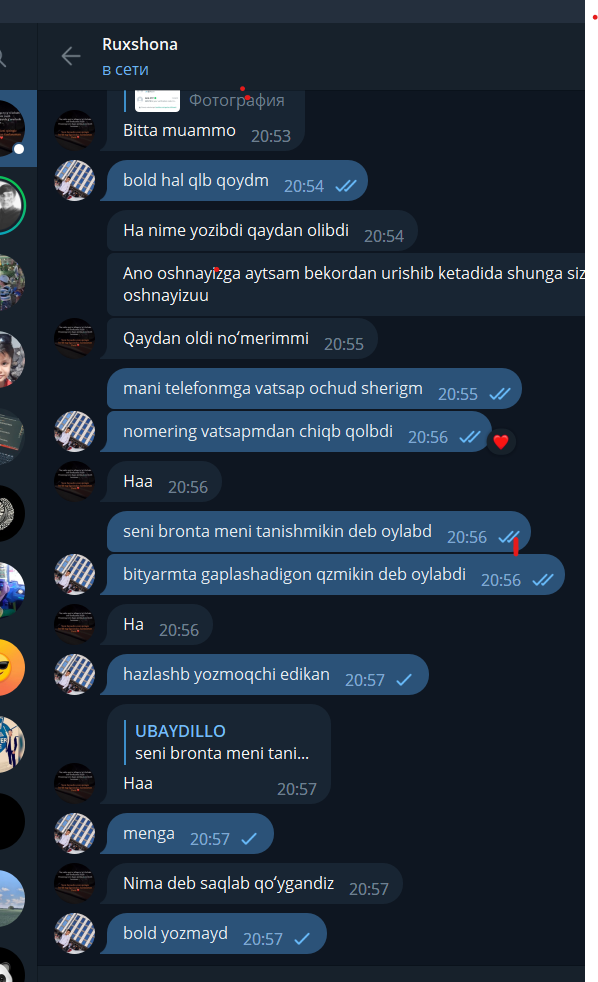 Ruxshona
в сети
Фотография
Bitta muammo 20:53
bold hal qlb qoydm 20:54
Ha nime yozibdi qaydan olibdi 20:54
Ano oshnayizga aytsam bekordan urishib ketadida shunga siz
oshnayizuu
Qaydan oldi noʻmerimmi 20:55
mani telefonmga vatsap ochud sherigm 20:55
nomering vatsapmdan chiqb qolbdi 20:56
Haa 20:56
seni bronta meni tanishmikin deb oylabd 20:56
bityarmta gaplashadigon qzmikin deb oylabdi 20:56
Ha 20:56
hazlashb yozmoqchi edikan 20:57
UBAYDILLO
seni bronta meni tani...
Haa 20:57
menga 20:57
Nima deb saqlab qoʻygandiz 20:57
bold yozmayd 20:57